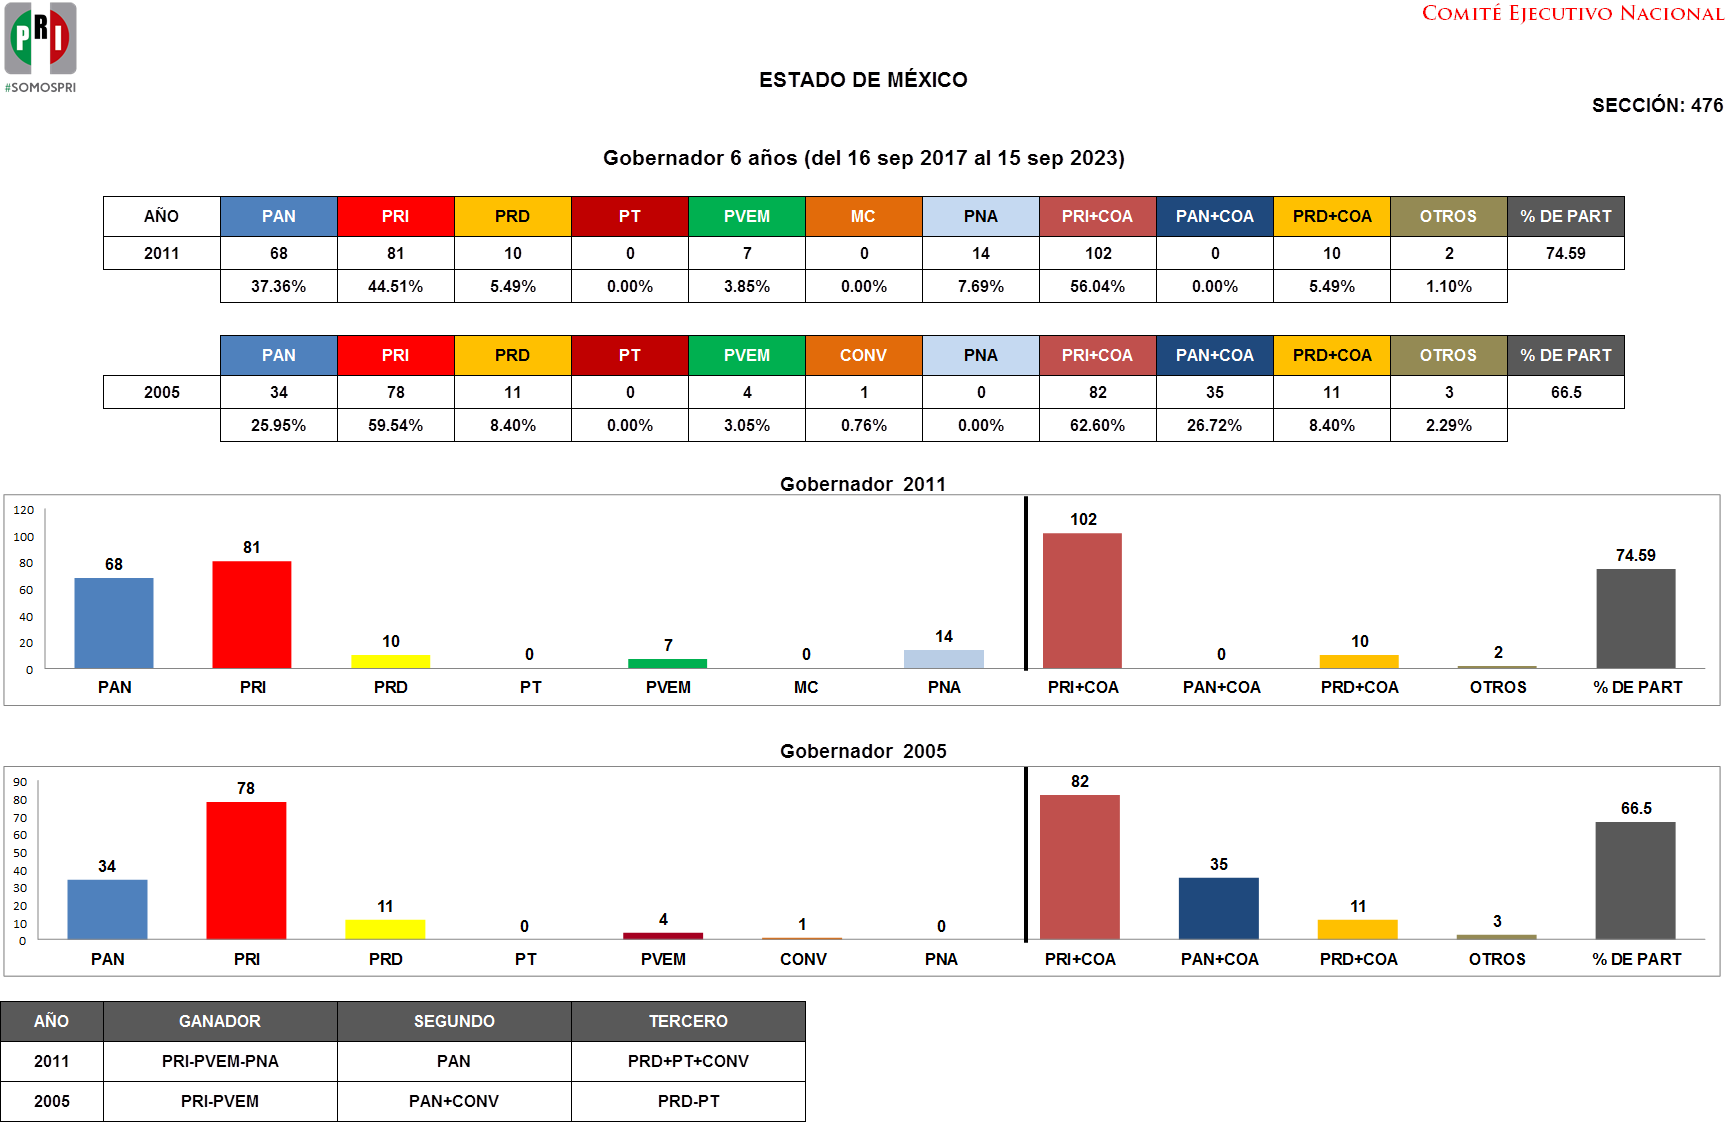 PRI
#SOMOSPRI
COMITÉ EJECUTIVO NACIONAL
ESTADO DE MÉXICO
SECCIÓN: 476
Gobernador 6 años (del 16 sep 2017 al 15 sep 2023)
AÑO PAN PRI PRD PT PVEM MC PNA PRI+COA PAN+COA PRD+COA OTROS % DE PART
2011 68 81 10 0 7 0 14 102 0 10 2 74.59
37.36% 44.51% 5.49% 0.00% 3.85% 0.00% 7.69% 56.04% 0.00% 5.49% 1.10%
PAN PRI PRD PT PVEM CONV PNA PRI+COA PAN+COA PRD+COA OTROS % DE PART
2005 34 78 11 0 4 1 0 82 35 11 3 66.5
25.95% 59.54% 8.40% 0.00% 3.05% 0.76% 0.00% 62.60% 26.72% 8.40% 2.29%
Gobernador 2011
120
100
80
60
40
20
0
68 81 10 0 7 0 14 102 0 10 2 74.59
PAN PRI PRD PT PVEM MC PNA PRI+COA PAN+COA PRD+COA OTROS % DE PART
Gobernador 2005
90
80
70
60
50
40
30
20
10
0
34 78 11 0 4 1 0 82 35 11 3 66.5
PAN PRI PRD PT PVEM CONV PNA PRI+COA PAN+COA PRD+COA OTROS % DE PART
AÑO GANADOR SEGUNDO TERCERO
2011 PRI-PVEM-PNA PAN PRD+PT+CONV
2005 PRI-PVEM PAN+CONV PRD-PT